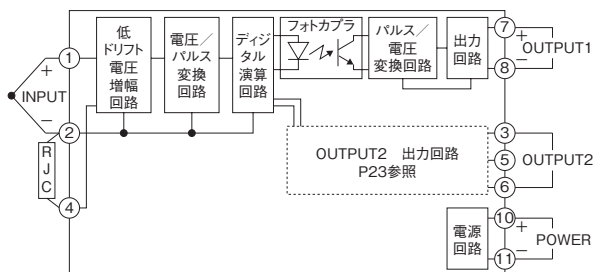 1
+
INPUT
−
2
R
J
C
4
低
ドリフト
電圧
増幅
回路
電圧／
パルス
変換回路
ディジ
タル
演算
回路
フォトカプラ
パルス／
電圧
変換回路
出力
回路
7
+
OUTPUT1
−
8
OUTPUT2　出力回路
P23参照
3
5
OUTPUT2
6
電源
回路
10
+
POWER
−
11